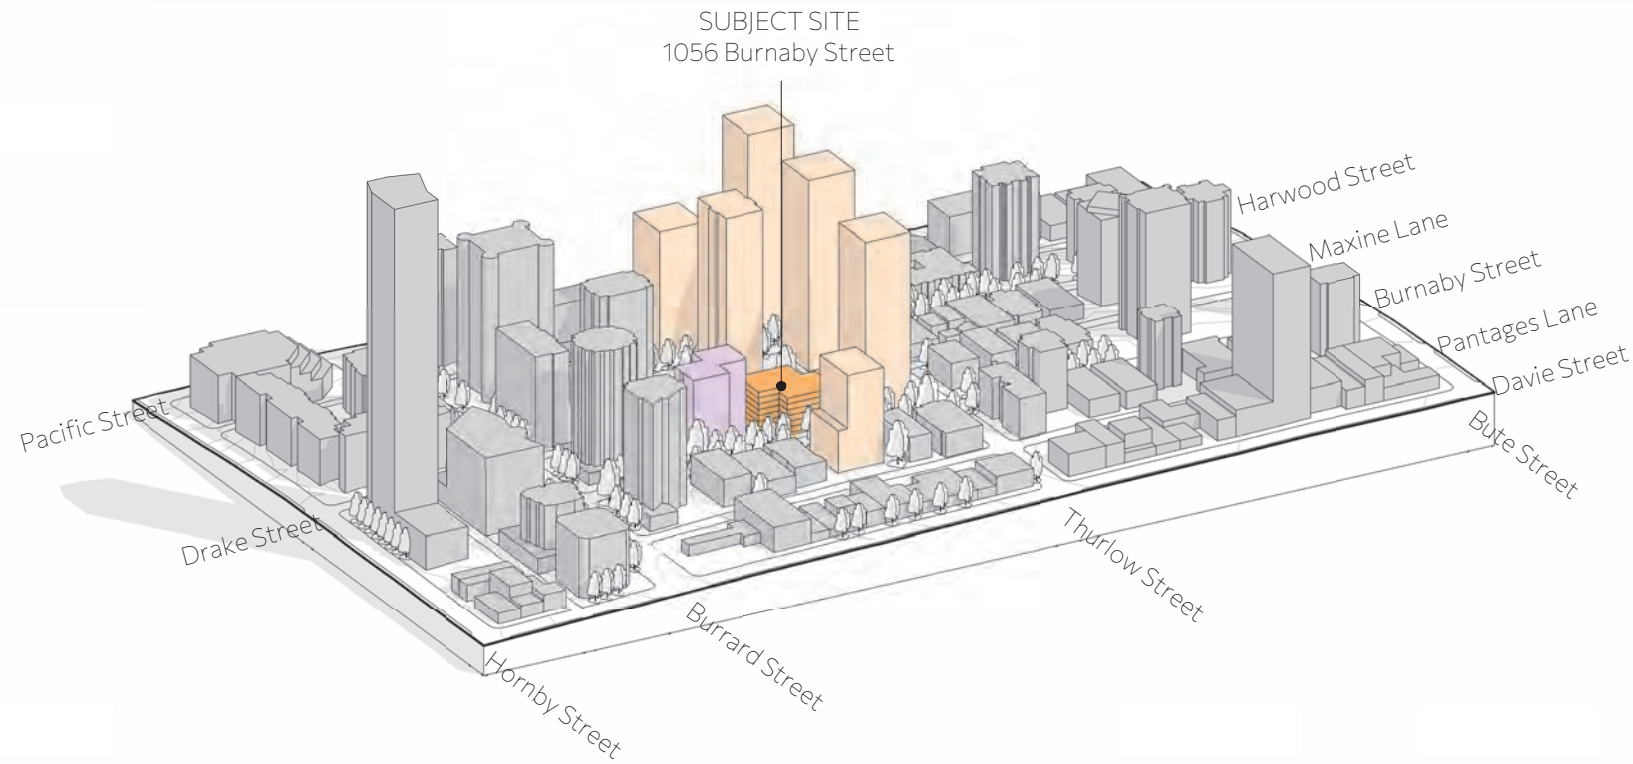 SUBJECT SITE
1056 Burnaby Street
Harwood Street
Maxine Lane
Burnaby Street
Pantages Lane
Davie Street
Bute Street
Pacific Street
Drake Street
Thurlow Street
Burrard Street
Hornby Street